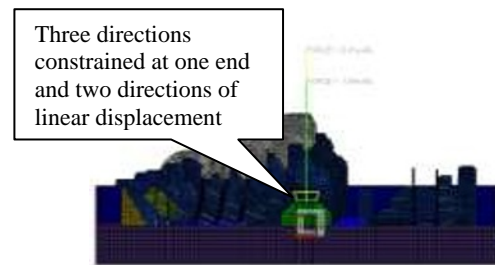 Three directions
constrained at one end
and two directions of
linear displacement